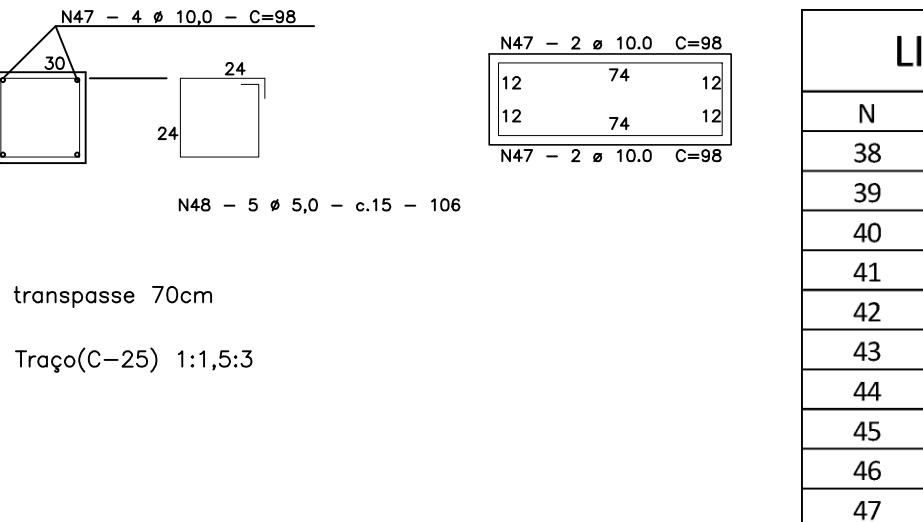 N47 – 4 ø 10,0 – C=98
30
24
24
N48 – 5 ø 5,0 – c.15 – 106
N47 – 2 ø 10.0 C=98
12
74
12
12
74
12
N47 – 2 ø 10.0 C=98
transpasse 70cm
Traço(C–25) 1:1,5:3
LI
N
38
39
40
41
42
43
44
45
46
47